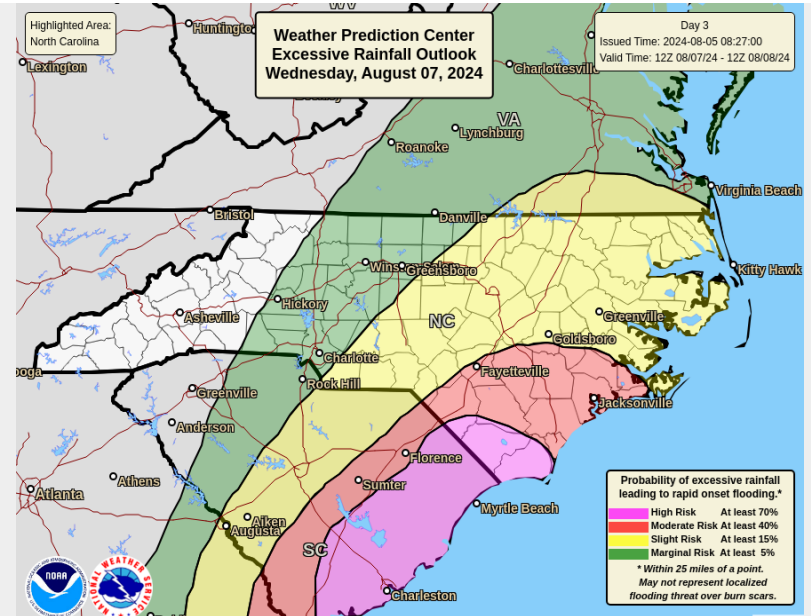 WV
Highlighted Area:
North Carolina
Weather Prediction Center
Excessive Rainfall Outlook
Wednesday, August 07, 2024
Day 3
Issued Time: 2024-08-05 08:27:00
Valid Time: 12Z 08/07/24 - 12Z 08/08/24
Lexington
Charlottesville
VA
Lynchburg
Roanoke
Virginia Beach
Bristol
Danville
Greensboro
Kitty Hawk
Hickory
Asheville
NC
Greenville
Goldsboro
Charlotte
Fayetteville
Rock Hill
Greenville
Jacksonville
Anderson
Florence
Athens
Sumter
Atlanta
Myrtle Beach
Aiken
Augusta
SC
Charleston
Probability of excessive rainfall
leading to rapid onset flooding.*
High Risk At least 70%
Moderate Risk At least 40%
Slight Risk At least 15%
Marginal Risk At least 5%
* Within 25 miles of a point.
May not represent localized
flooding threat over burn scars.
NOAA
NATIONAL WEATHER SERVICE